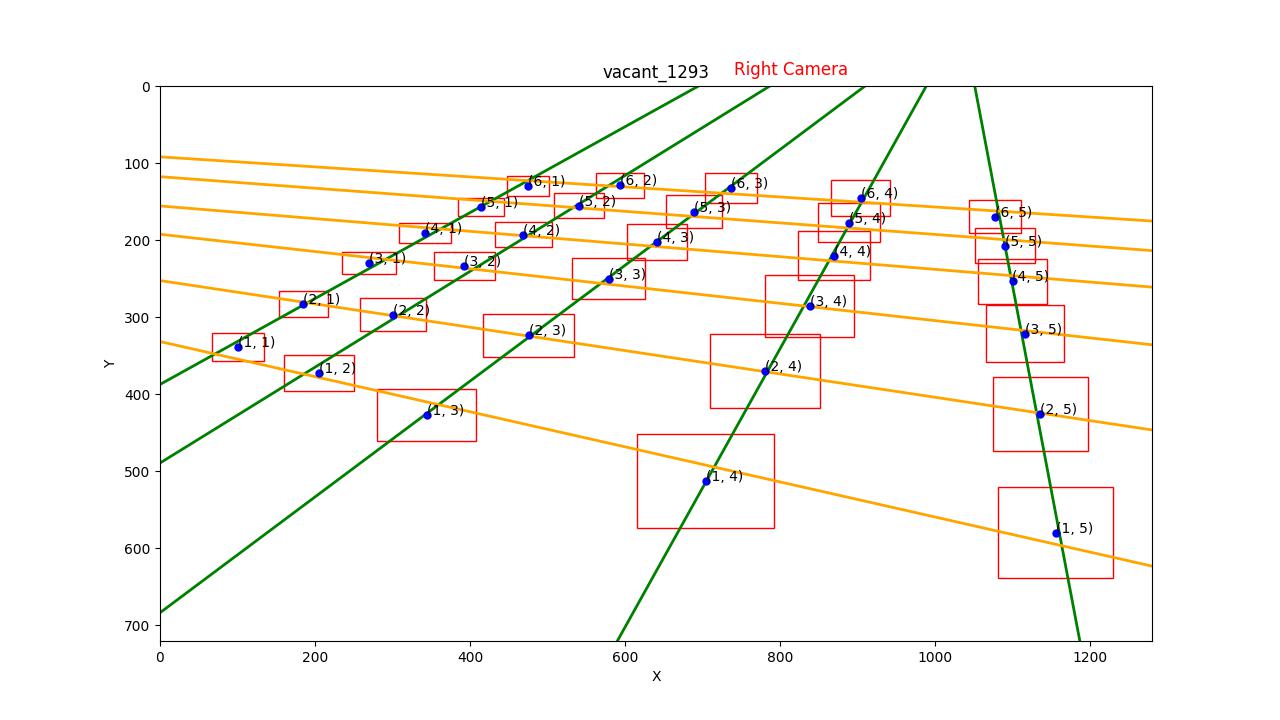 vacant_1293 Right Camera
0
100
200
300
400
500
600
700
Y
(6, 1) (6, 2) (6, 3) (6, 4) (6, 5)
(5, 1) (5, 2) (5, 3) (5, 4) (5, 5)
(4, 1) (4, 2) (4, 3) (4, 4) (4, 5)
(3, 1) (3, 2) (3, 3) (3, 4) (3, 5)
(2, 1) (2, 2) (2, 3) (2, 4) (2, 5)
(1, 1) (1, 2) (1, 3) (1, 4) (1, 5)
0 200 400 600 800 1000 1200
X